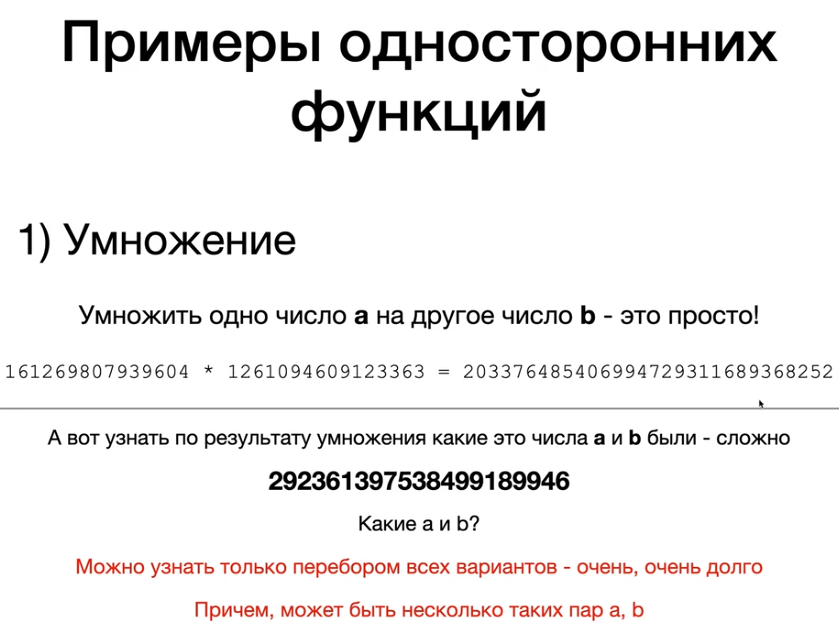 Примеры односторонних
функций
1) Умножение
Умножить одно число a на другое число b - это просто!
161269807939604 * 1261094609123363 = 203376485406994729311689368252
А вот узнать по результату умножения какие это числа a и b были - сложно
292361397538499189946
Какие a и b?
Можно узнать только перебором всех вариантов - очень, очень долго
Причем, может быть несколько таких пар a, b